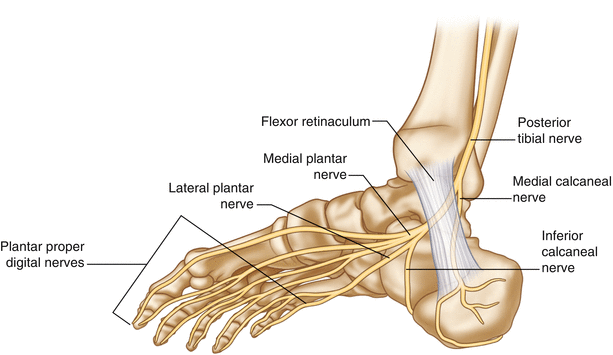 Flexor retinaculum
Posterior
tibial nerve
Medial plantar
nerve
Medial calcaneal
nerve
Lateral plantar
nerve
Inferior
calcaneal
nerve
Plantar proper
digital nerves